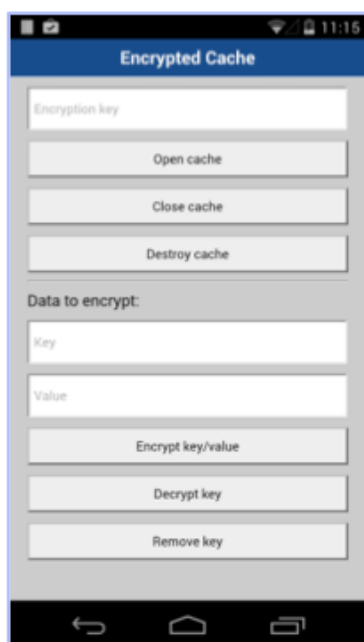 11:15
Encrypted Cache
Encryption key
Open cache
Close cache
Destroy cache
Data to encrypt:
Key
Value
Encrypt key/value
Decrypt key
Remove key